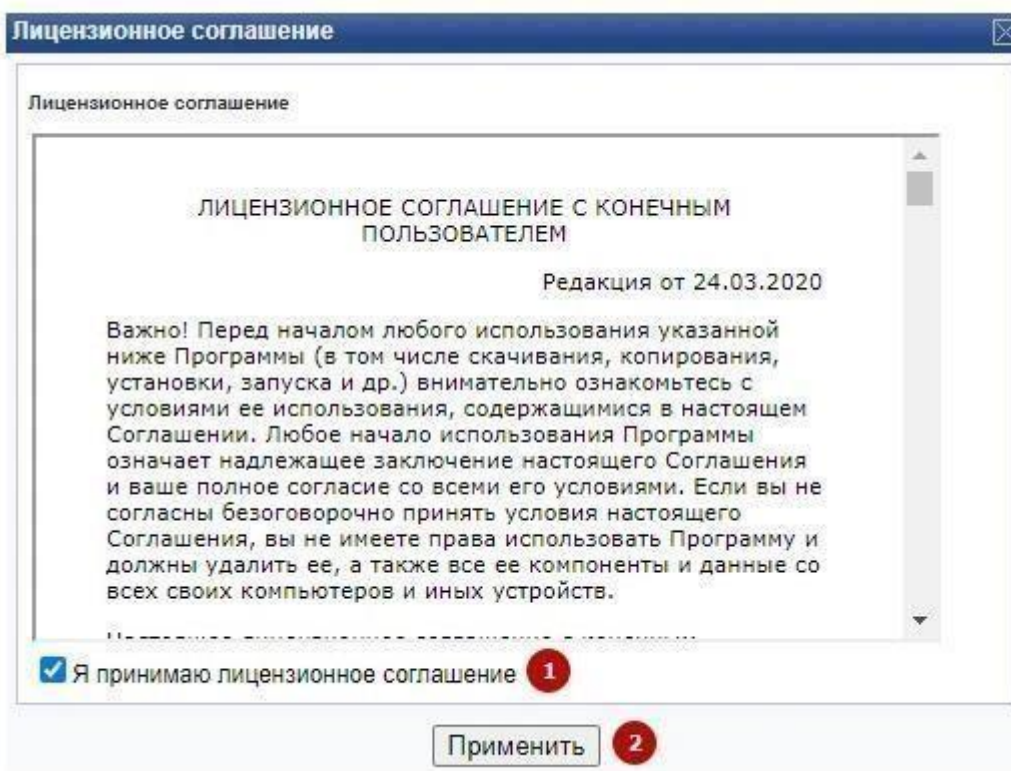 Лицензионное соглашение
Лицензионное соглашение
ЛИЦЕНЗИОННОЕ СОГЛАШЕНИЕ С КОНЕЧНЫМ
ПОЛЬЗОВАТЕЛЕМ
Редакция от 24.03.2020
Важно! Перед началом любого использования указанной
ниже Программы (в том числе скачивания, копирования,
установки, запуска и др.) внимательно ознакомьтесь с
условиями ее использования, содержащимися в настоящем
Соглашении. Любое начало использования Программы
означает надлежащее заключение настоящего Соглашения
и ваше полное согласие со всеми его условиями. Если вы не
согласны безоговорочно принять условия настоящего
Соглашения, вы не имеете права использовать Программу и
должны удалить ее, а также все ее компоненты и данные со
всех своих компьютеров и иных устройств.
Я принимаю лицензионное соглашение 1
Применить 2